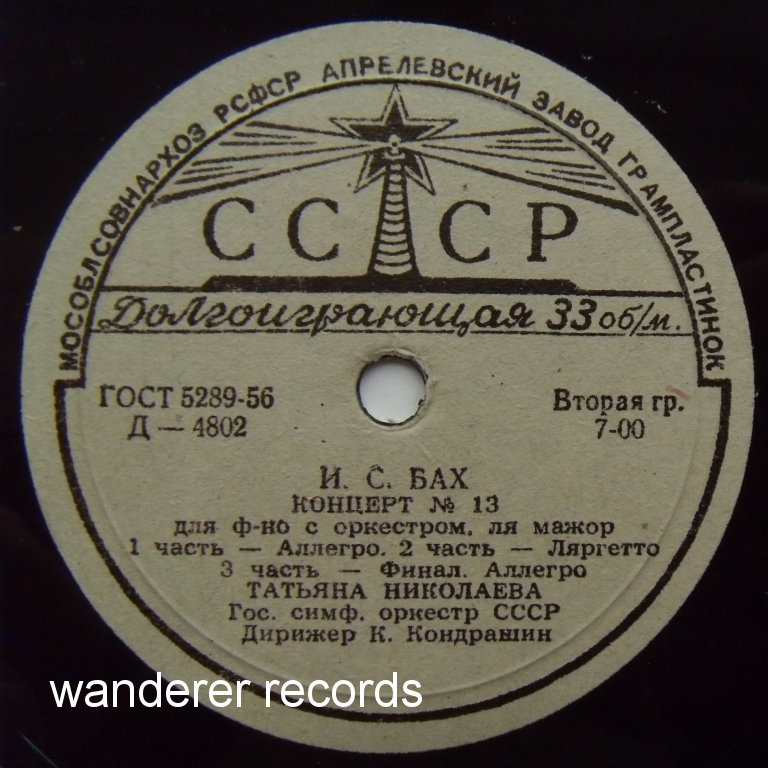 МОСОБЛСОВНАРХОЗ РСФСР АПРЕЛЕВСКИЙ ЗАВОД ГРАМПЛАСТИНОК
СССР
Долгоиграющая 33 об/м.
ГОСТ 5289-56
Д — 4802
Вторая гр.
7-00
И. С. БАХ
КОНЦЕРТ № 13
для ф-но с оркестром, ля мажор
1 часть — Аллегро. 2 часть — Ляргетто
3 часть — Финал. Аллегро
ТАТЬЯНА НИКОЛАЕВА
Гос. симф. оркестр СССР
Дирижер К. Кондрашин
wanderer records